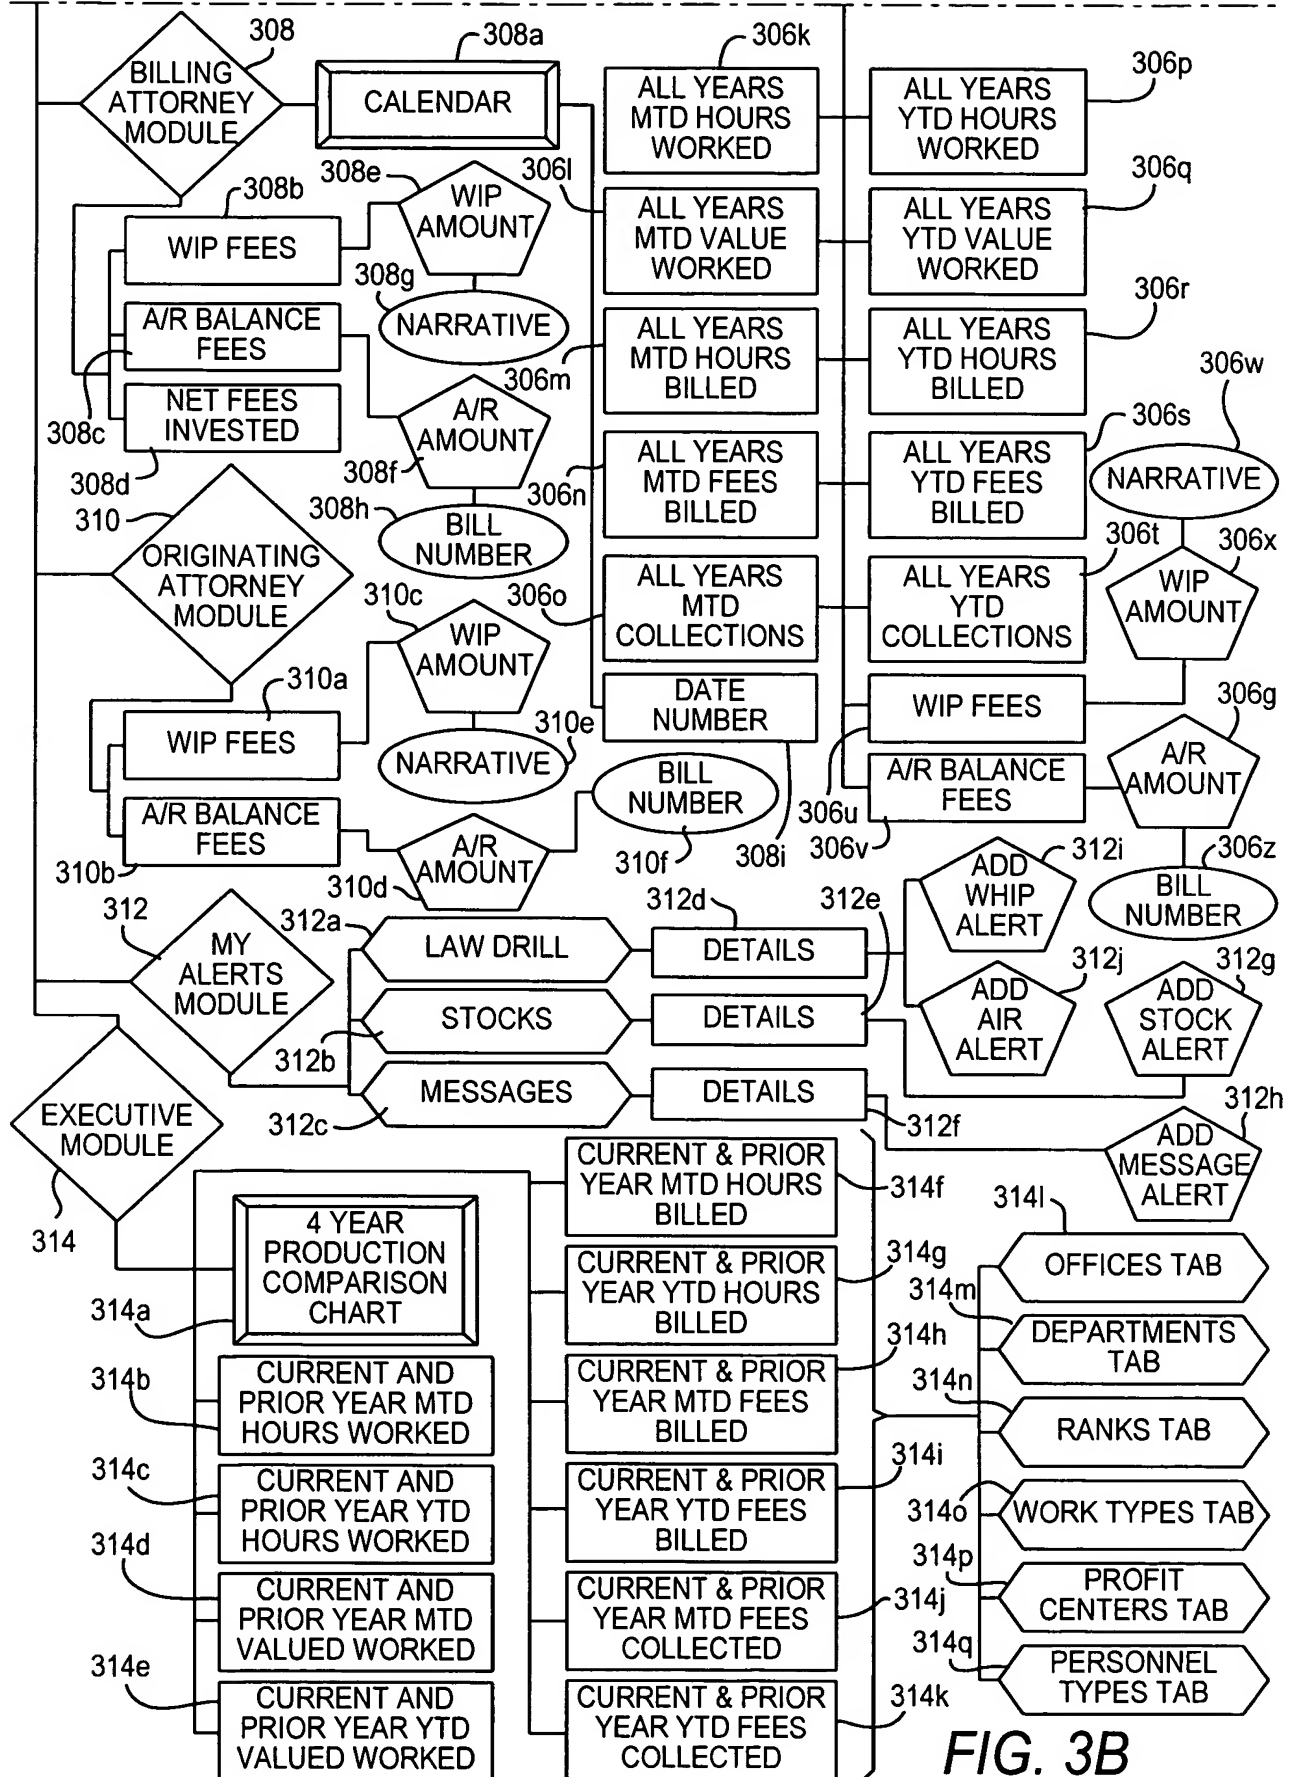 308
BILLING
ATTORNEY
MODULE
308a
CALENDAR
306k
ALL YEARS
MTD HOURS
WORKED
ALL YEARS
YTD HOURS
WORKED
306p
308b
WIP FEES
308e
WIP
AMOUNT
306l
ALL YEARS
MTD VALUE
WORKED
ALL YEARS
YTD VALUE
WORKED
306q
308g
NARRATIVE
A/R BALANCE
FEES
308c
NET FEES
INVESTED
308d
306m
ALL YEARS
MTD HOURS
BILLED
ALL YEARS
YTD HOURS
BILLED
306r
306w
NARRATIVE
A/R
AMOUNT
308f
308h
BILL
NUMBER
306n
ALL YEARS
MTD FEES
BILLED
ALL YEARS
YTD FEES
BILLED
306s
310
ORIGINATING
ATTORNEY
MODULE
310c
WIP
AMOUNT
306o
ALL YEARS
MTD
COLLECTIONS
ALL YEARS
YTD
COLLECTIONS
306t
306x
WIP
AMOUNT
310a
WIP FEES
NARRATIVE
310e
DATE
NUMBER
308i
WIP FEES
306u
306g
A/R
AMOUNT
A/R BALANCE
FEES
310b
A/R
AMOUNT
310d
BILL
NUMBER
310f
A/R BALANCE
FEES
306v
306z
BILL
NUMBER
312
MY
ALERTS
MODULE
312a
LAW DRILL
312d
DETAILS
312i
ADD
WHIP
ALERT
STOCKS
312b
312e
DETAILS
312j
ADD
AIR
ALERT
312g
ADD
STOCK
ALERT
MESSAGES
312c
DETAILS
312f
312h
ADD
MESSAGE
ALERT
EXECUTIVE
MODULE
314
4 YEAR
PRODUCTION
COMPARISON
CHART
314a
314b
CURRENT AND
PRIOR YEAR MTD
HOURS WORKED
314c
CURRENT AND
PRIOR YEAR YTD
HOURS WORKED
314d
CURRENT AND
PRIOR YEAR MTD
VALUED WORKED
314e
CURRENT AND
PRIOR YEAR YTD
VALUED WORKED
CURRENT & PRIOR
YEAR MTD HOURS
BILLED
314f
CURRENT & PRIOR
YEAR YTD HOURS
BILLED
314g
CURRENT & PRIOR
YEAR MTD FEES
BILLED
314h
CURRENT & PRIOR
YEAR YTD FEES
BILLED
314i
CURRENT & PRIOR
YEAR MTD FEES
COLLECTED
314j
CURRENT & PRIOR
YEAR YTD FEES
COLLECTED
314k
314l
OFFICES TAB
314m
DEPARTMENTS
TAB
314n
RANKS TAB
314o
WORK TYPES TAB
314p
PROFIT
CENTERS TAB
314q
PERSONNEL
TYPES TAB
FIG. 3B